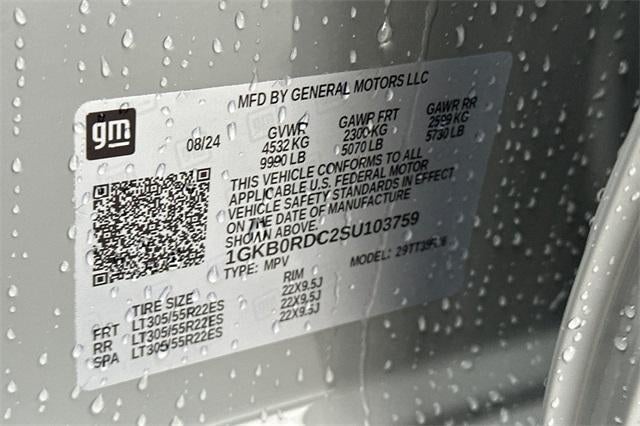 MFD BY GENERAL MOTORS LLC
gm
08/24
GVWR GAWR FRT GAWR RR
4532 KG 2300 KG 2599 KG
9990 LB 5070 LB 5730 LB
THIS VEHICLE CONFORMS TO ALL
APPLICABLE U.S. FEDERAL MOTOR
VEHICLE SAFETY STANDARDS IN EFFECT
ON THE DATE OF MANUFACTURE
SHOWN ABOVE.
1GKB0RDC2SU103759
TYPE: MPV MODEL:
TIRE SIZE RIM
FRT LT305/55R22ES 22X9.5J
RR LT305/55R22ES 22X9.5J
SPA LT305/55R22ES 22X9.5J